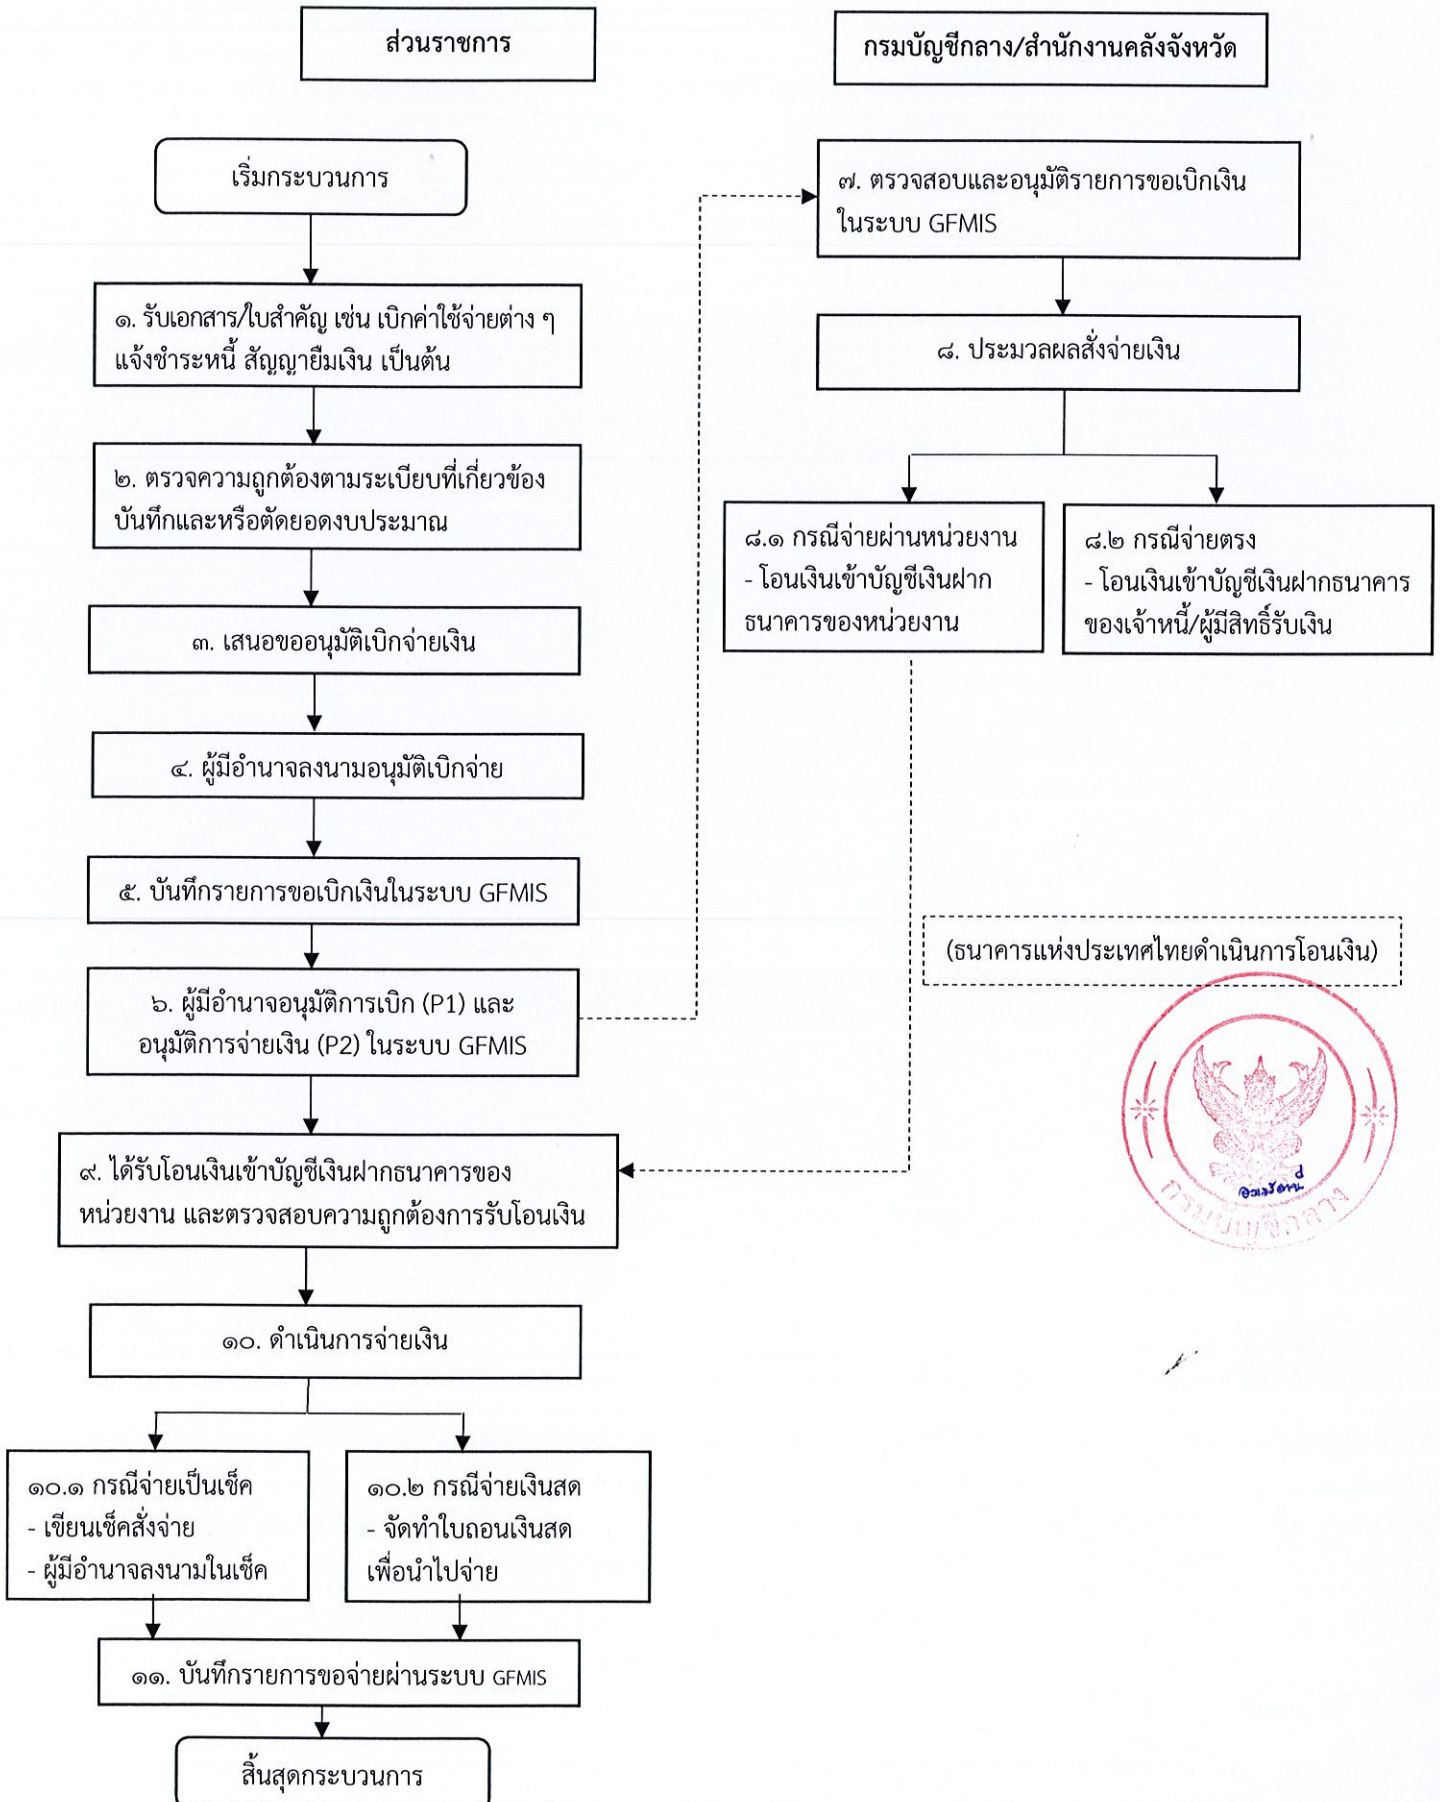 ส่วนราชการ
กรมบัญชีกลาง/สำนักงานคลังจังหวัด
เริ่มกระบวนการ
๑. รับเอกสาร/ใบสำคัญ เช่น เบิกค่าใช้จ่ายต่าง ๆ
แจ้งชำระหนี้ สัญญายืมเงิน เป็นต้น
๒. ตรวจความถูกต้องตามระเบียบที่เกี่ยวข้อง
บันทึกและหรือตัดยอดงบประมาณ
๓. เสนอขออนุมัติเบิกจ่ายเงิน
๔. ผู้มีอำนาจลงนามอนุมัติเบิกจ่าย
๕. บันทึกรายการขอเบิกเงินในระบบ GFMIS
๖. ผู้มีอำนาจอนุมัติการเบิก (P1) และ
อนุมัติการจ่ายเงิน (P2) ในระบบ GFMIS
๗. ตรวจสอบและอนุมัติรายการขอเบิกเงิน
ในระบบ GFMIS
๘. ประมวลผลสั่งจ่ายเงิน
๘.๑ กรณีจ่ายผ่านหน่วยงาน
- โอนเงินเข้าบัญชีเงินฝาก
ธนาคารของหน่วยงาน
๘.๒ กรณีจ่ายตรง
- โอนเงินเข้าบัญชีเงินฝากธนาคาร
ของเจ้าหนี้/ผู้มีสิทธิ์รับเงิน
(ธนาคารแห่งประเทศไทยดำเนินการโอนเงิน)
กรมบัญชีกลาง
๙. ได้รับโอนเงินเข้าบัญชีเงินฝากธนาคารของ
หน่วยงาน และตรวจสอบความถูกต้องการรับโอนเงิน
๑๐. ดำเนินการจ่ายเงิน
๑๐.๑ กรณีจ่ายเป็นเช็ค
- เขียนเช็คสั่งจ่าย
- ผู้มีอำนาจลงนามในเช็ค
๑๐.๒ กรณีจ่ายเงินสด
- จัดทำใบถอนเงินสด
เพื่อนำไปจ่าย
๑๑. บันทึกรายการขอจ่ายผ่านระบบ GFMIS
สิ้นสุดกระบวนการ